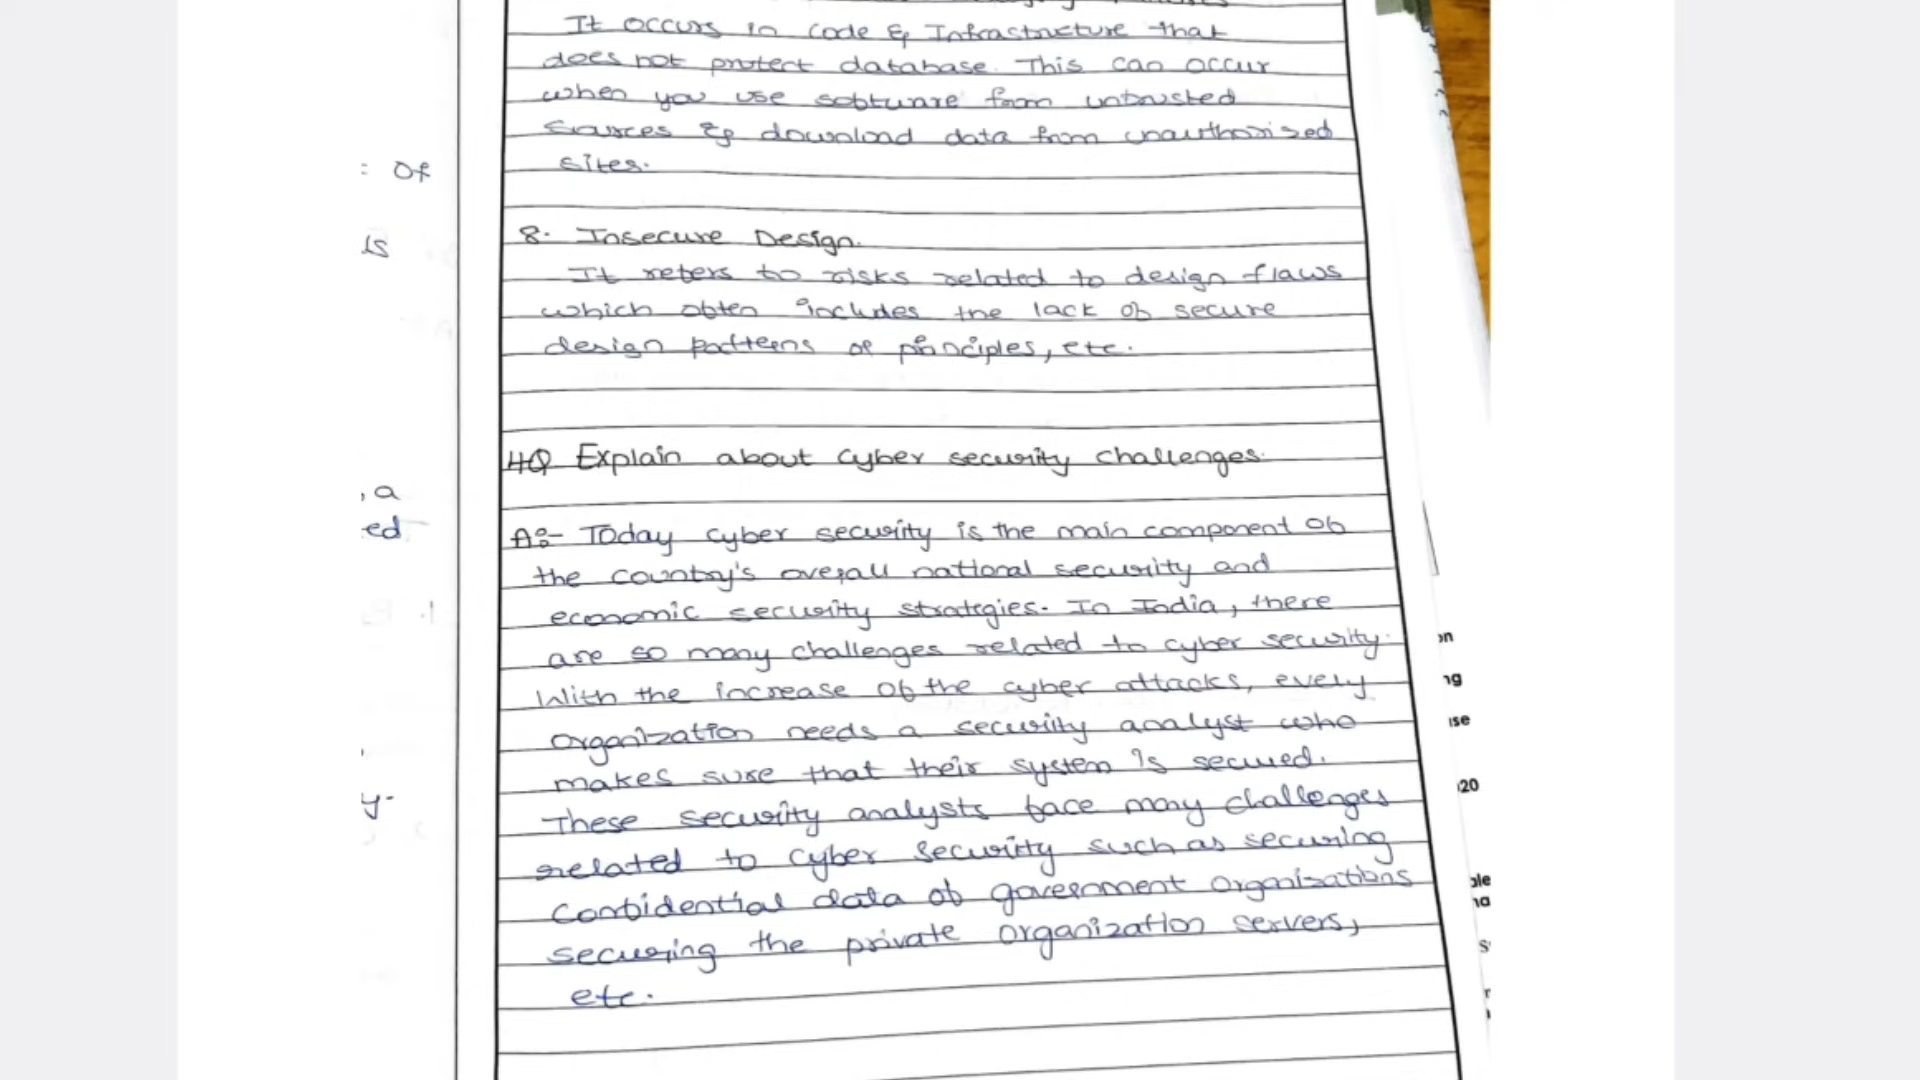 It occurs in code & Infrastructure that
does not protect database. This can occur
when you use software from untrusted
sources & download data from unauthorised
sites.
8. Insecure Design.
It refers to risks related to design flaws
which often includes the lack of secure
design patterns or principles, etc.
4Q Explain about cyber security challenges.
A:- Today cyber security is the main component of
the country's overall national security and
economic security strategies. In India, there
are so many challenges related to cyber security.
With the increase of the cyber attacks, every
organization needs a security analyst who
makes sure that their system is secured.
These security analysts face many challenges
related to cyber security such as securing
confidential data of government organizations
securing the private organization servers,
etc.
: Of
is
, a
ed
y.
on
ng
se
20